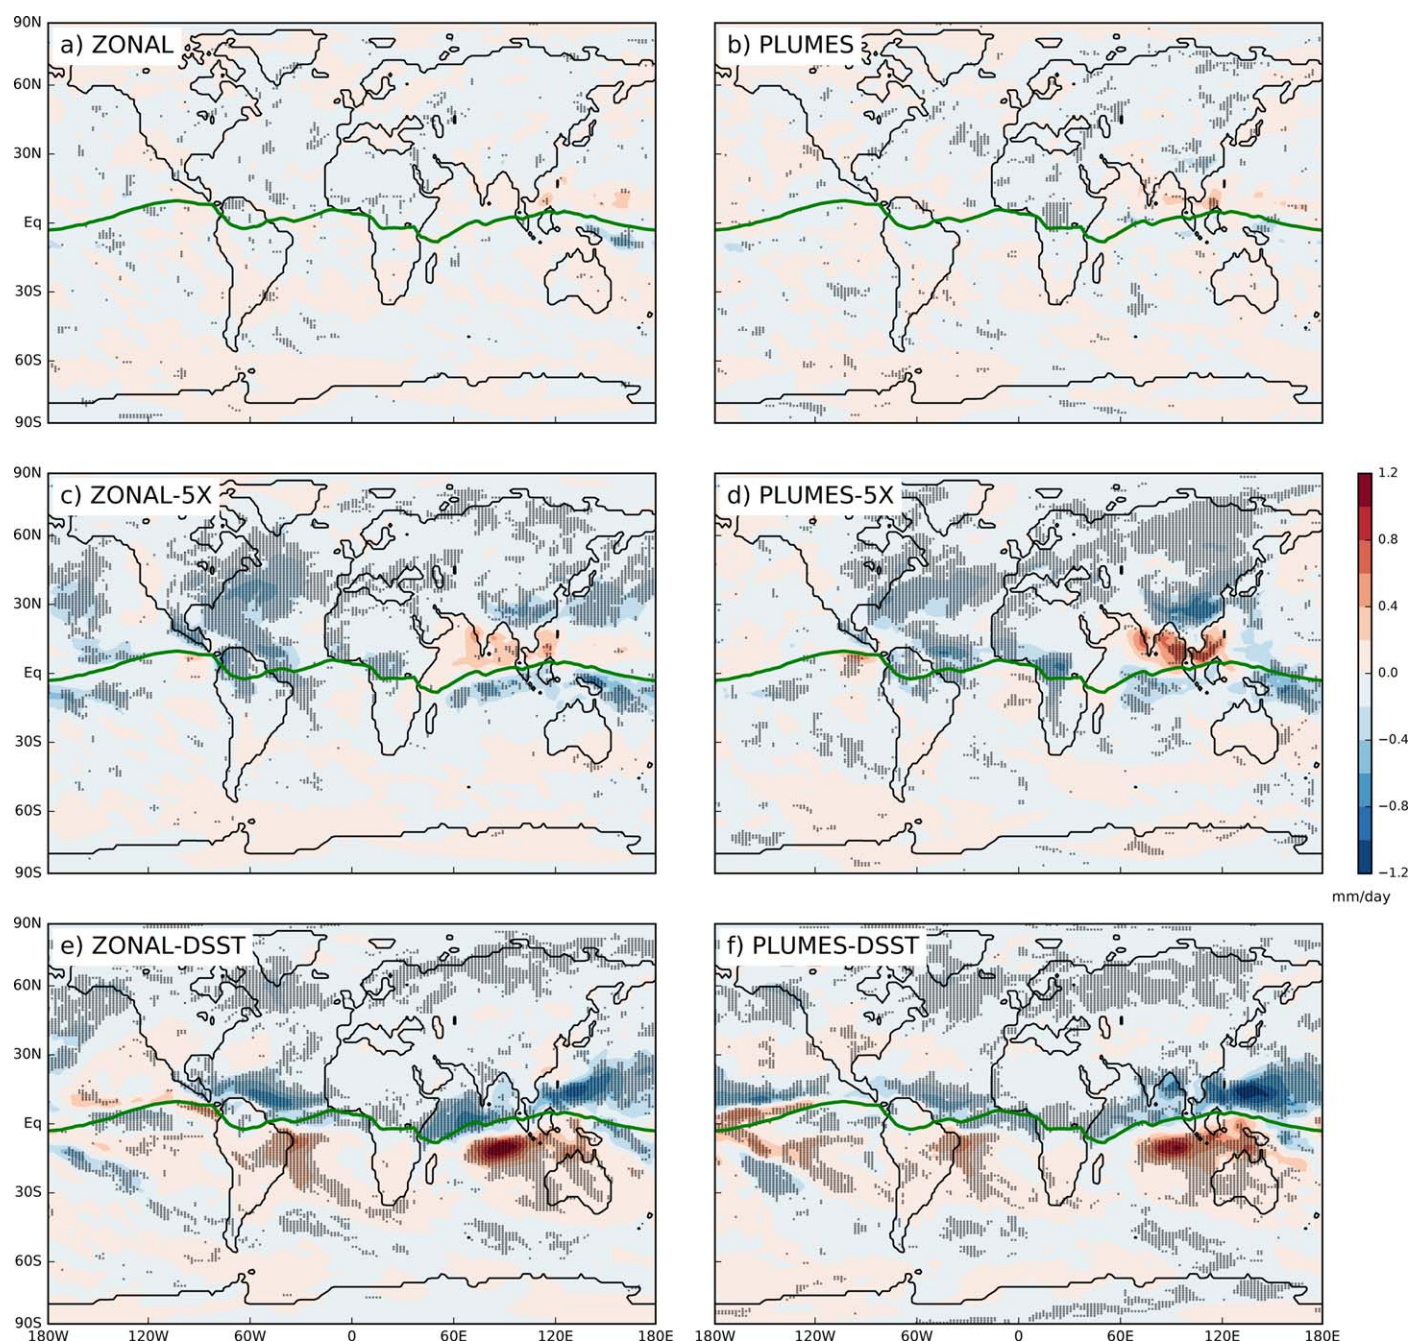 a) ZONAL
b) PLUMES
90N
60N
30N
Eq
30S
60S
90S
c) ZONAL-5X
d) PLUMES-5X
90N
60N
30N
Eq
30S
60S
90S
1.2
0.8
0.4
0.0
−0.4
−0.8
−1.2
mm/day
e) ZONAL-DSST
f) PLUMES-DSST
90N
60N
30N
Eq
30S
60S
90S
180W 120W 60W 0 60E 120E 180E
180W 60W 0 60E 120E 180E